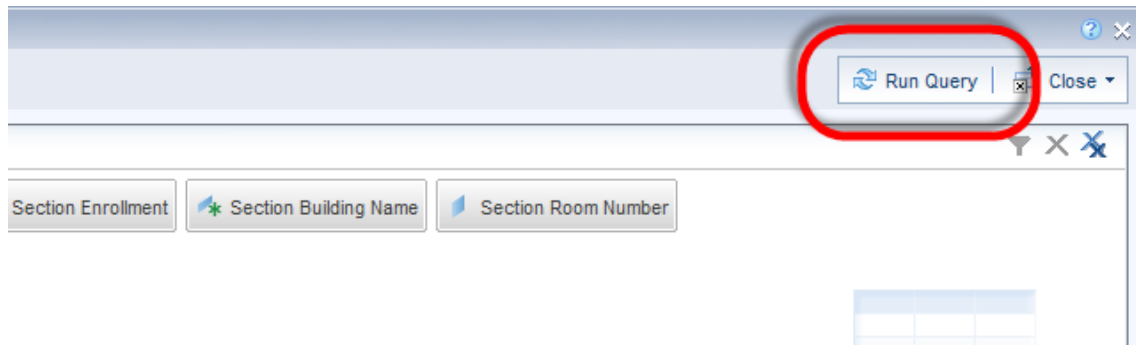 Run Query Close
Section Enrollment Section Building Name Section Room Number